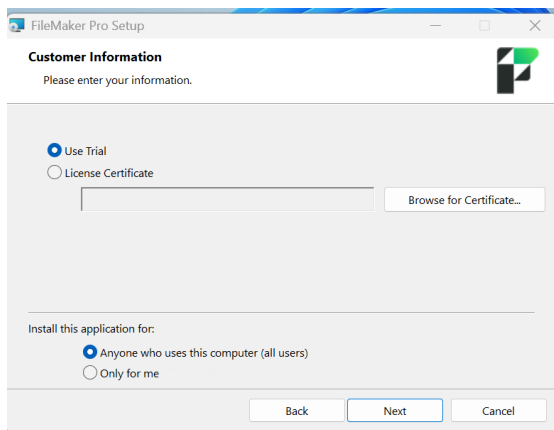 FileMaker Pro Setup
Customer Information
Please enter your information.
Use Trial
License Certificate
Browse for Certificate...
Install this application for:
Anyone who uses this computer (all users)
Only for me
Back Next Cancel